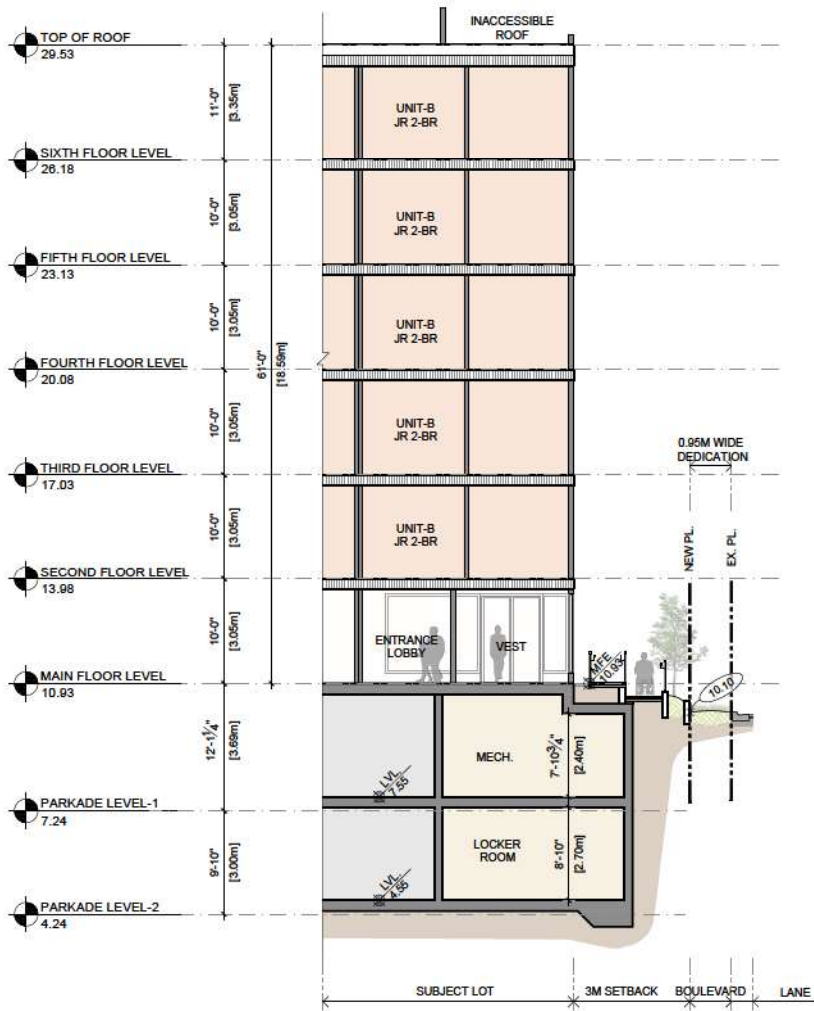 INACCESSIBLE
ROOF
TOP OF ROOF
29.53
11'-0"
[3.35m]
UNIT-B
JR 2-BR
SIXTH FLOOR LEVEL
26.18
10'-0"
[3.05m]
UNIT-B
JR 2-BR
FIFTH FLOOR LEVEL
23.13
10'-0"
[3.05m]
UNIT-B
JR 2-BR
61'-0"
[18.59m]
FOURTH FLOOR LEVEL
20.08
10'-0"
[3.05m]
UNIT-B
JR 2-BR
0.95M WIDE
DEDICATION
THIRD FLOOR LEVEL
17.03
10'-0"
[3.05m]
UNIT-B
JR 2-BR
NEW PL.
EX. PL.
SECOND FLOOR LEVEL
13.98
10'-0"
[3.05m]
ENTRANCE
LOBBY
VEST
MFE
10.93
10.10
MAIN FLOOR LEVEL
10.93
12'-1¼"
[3.69m]
MECH.
7'-10¾"
[2.40m]
LVL.
7.55
PARKADE LEVEL-1
7.24
9'-10"
[3.00m]
LOCKER
ROOM
8'-10"
[2.70m]
LVL.
4.55
PARKADE LEVEL-2
4.24
SUBJECT LOT
3M SETBACK
BOULEVARD
LANE